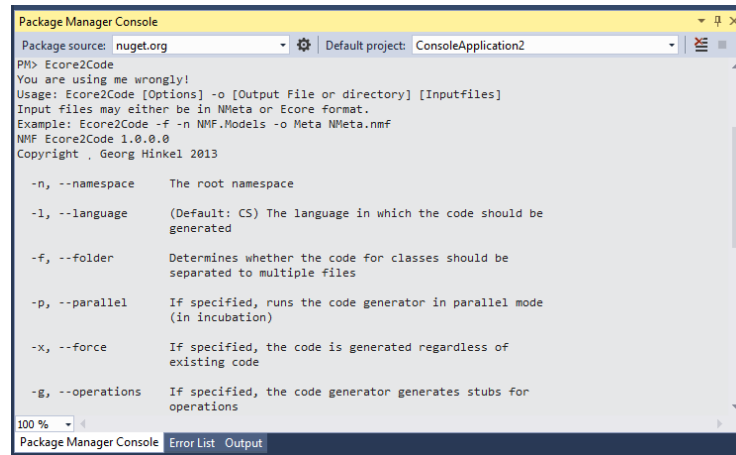 Package Manager Console
Package source: nuget.org Default project: ConsoleApplication2
PM> Ecore2Code
You are using me wrongly!
Usage: Ecore2Code [Options] -o [Output File or directory] [Inputfiles]
Input files may either be in NMeta or Ecore format.
Example: Ecore2Code -f -n NMF.Models -o Meta NMeta.nmf
NMF Ecore2Code 1.0.0.0
Copyright ¸ Georg Hinkel 2013
-n, --namespace The root namespace
-l, --language (Default: CS) The language in which the code should be
generated
-f, --folder Determines whether the code for classes should be
separated to multiple files
-p, --parallel If specified, runs the code generator in parallel mode
(in incubation)
-x, --force If specified, the code is generated regardless of
existing code
-g, --operations If specified, the code generator generates stubs for
operations
100 %
Package Manager Console Error List Output